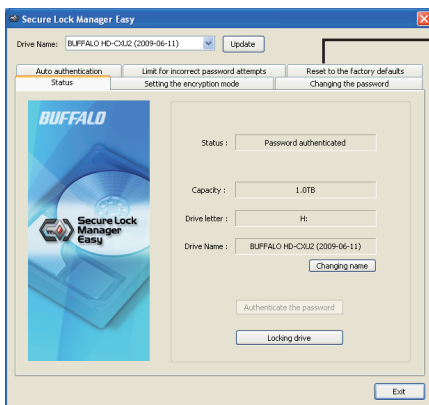 Secure Lock Manager Easy
Drive Name: BUFFALO HD-CXU2 (2009-06-11) Update
Auto authentication Limit for incorrect password attempts Reset to the factory defaults
Status Setting the encryption mode Changing the password
BUFFALO
Secure Lock
Manager
Easy
Status : Password authenticated
Capacity : 1.0TB
Drive letter : H:
Drive Name : BUFFALO HD-CXU2 (2009-06-11)
Changing name
Authenticate the password
Locking drive
Exit